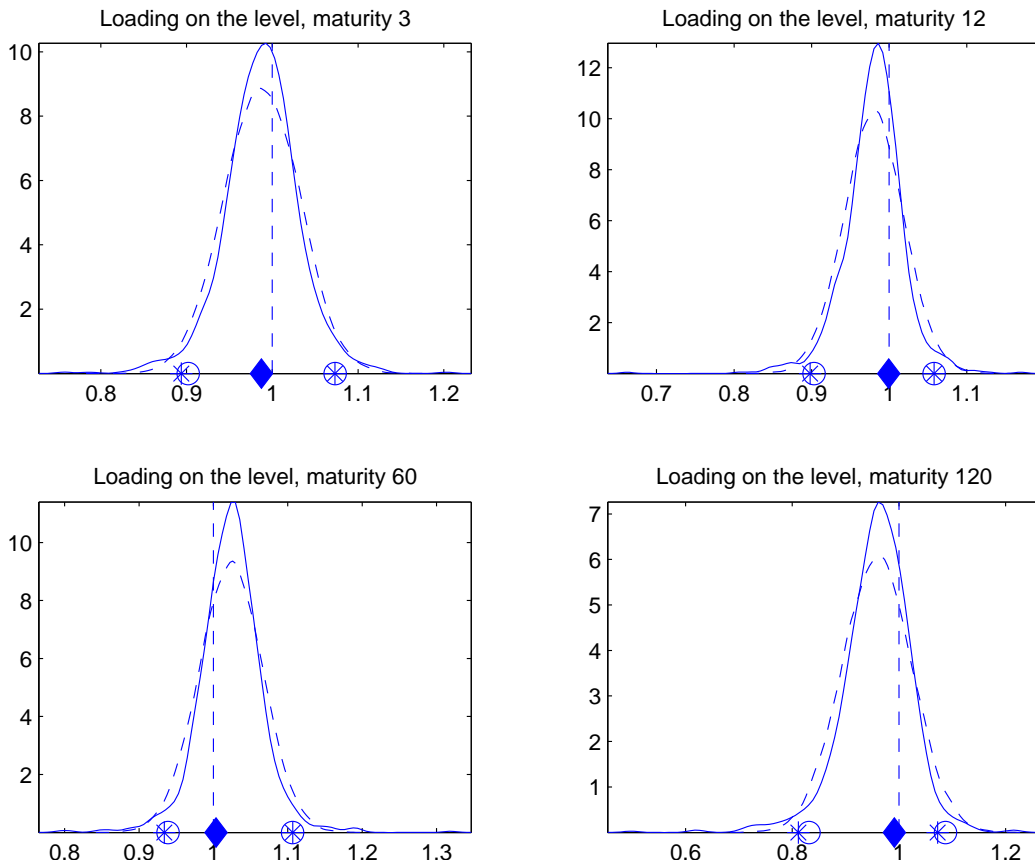 Loading on the level, maturity 3
10
8
6
4
2
0.8 0.9 1 1.1 1.2
Loading on the level, maturity 12
12
10
8
6
4
2
0.7 0.8 0.9 1 1.1
Loading on the level, maturity 60
10
8
6
4
2
0.8 0.9 1 1.1 1.2 1.3
Loading on the level, maturity 120
7
6
5
4
3
2
1
0.6 0.8 1 1.2